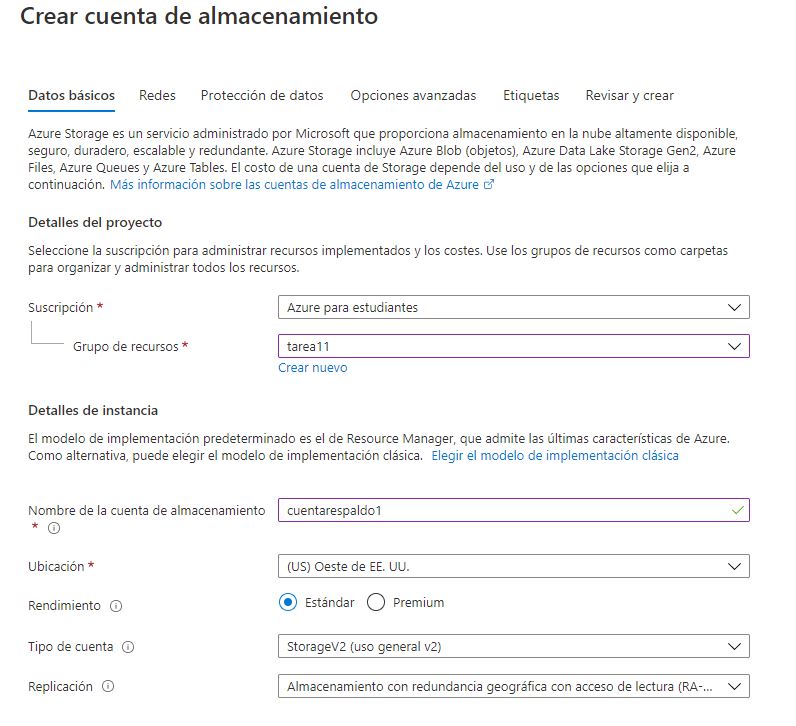 Crear cuenta de almacenamiento
Datos básicos Redes Protección de datos Opciones avanzadas Etiquetas Revisar y crear
Azure Storage es un servicio administrado por Microsoft que proporciona almacenamiento en la nube altamente disponible,
seguro, duradero, escalable y redundante. Azure Storage incluye Azure Blob (objetos), Azure Data Lake Storage Gen2, Azure
Files, Azure Queues y Azure Tables. El costo de una cuenta de Storage depende del uso y de las opciones que elija a
continuación. Más información sobre las cuentas de almacenamiento de Azure
Detalles del proyecto
Seleccione la suscripción para administrar recursos implementados y los costes. Use los grupos de recursos como carpetas
para organizar y administrar todos los recursos.
Suscripción * Azure para estudiantes
Grupo de recursos * tarea11
Crear nuevo
Detalles de instancia
El modelo de implementación predeterminado es el de Resource Manager, que admite las últimas características de Azure.
Como alternativa, puede elegir el modelo de implementación clásica. Elegir el modelo de implementación clásica
Nombre de la cuenta de almacenamiento cuentarespaldo1
*
Ubicación * (US) Oeste de EE. UU.
Rendimiento Estándar Premium
Tipo de cuenta StorageV2 (uso general v2)
Replicación Almacenamiento con redundancia geográfica con acceso de lectura (RA-...